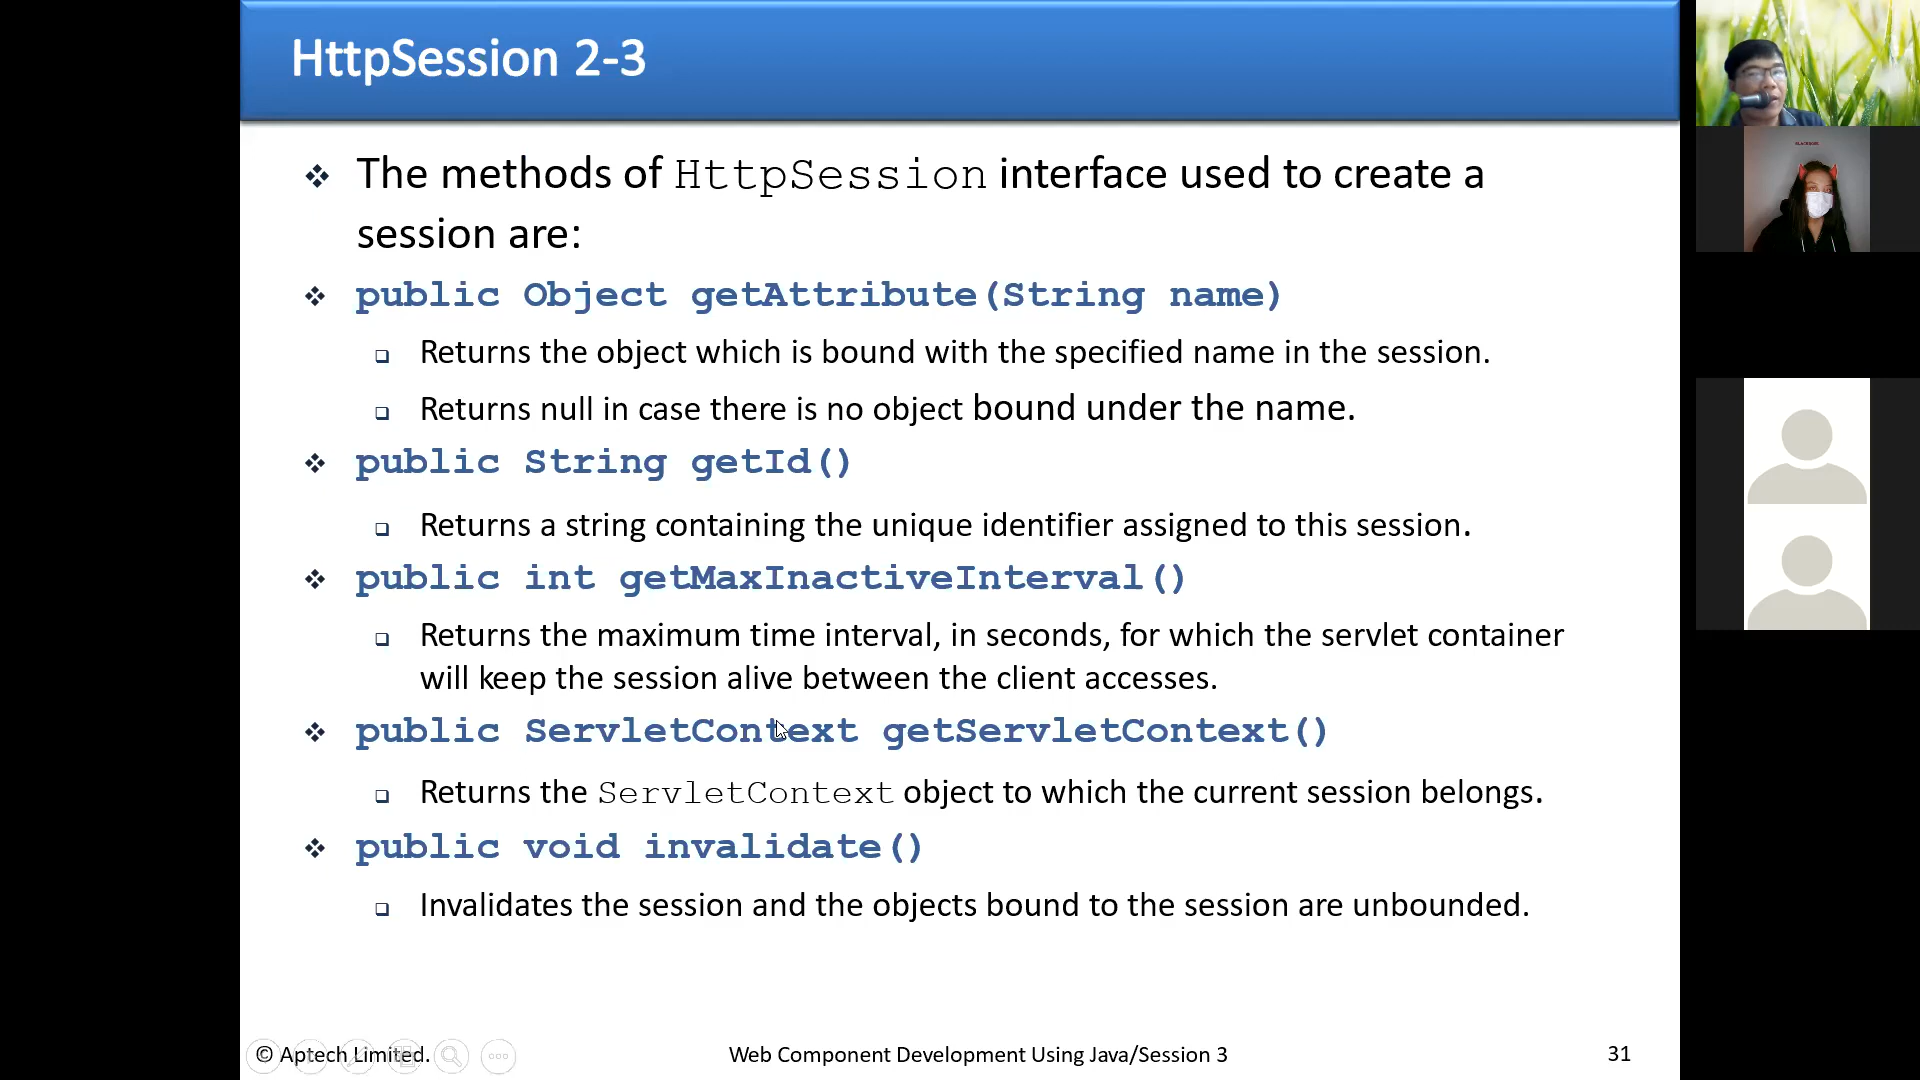 HttpSession 2-3
The methods of HttpSession interface used to create a
session are:
public Object getAttribute(String name)
Returns the object which is bound with the specified name in the session.
Returns null in case there is no object bound under the name.
public String getId()
Returns a string containing the unique identifier assigned to this session.
public int getMaxInactiveInterval()
Returns the maximum time interval, in seconds, for which the servlet container
will keep the session alive between the client accesses.
public ServletContext getServletContext()
Returns the ServletContext object to which the current session belongs.
public void invalidate()
Invalidates the session and the objects bound to the session are unbounded.
© Aptech Limited.
Web Component Development Using Java/Session 3
31